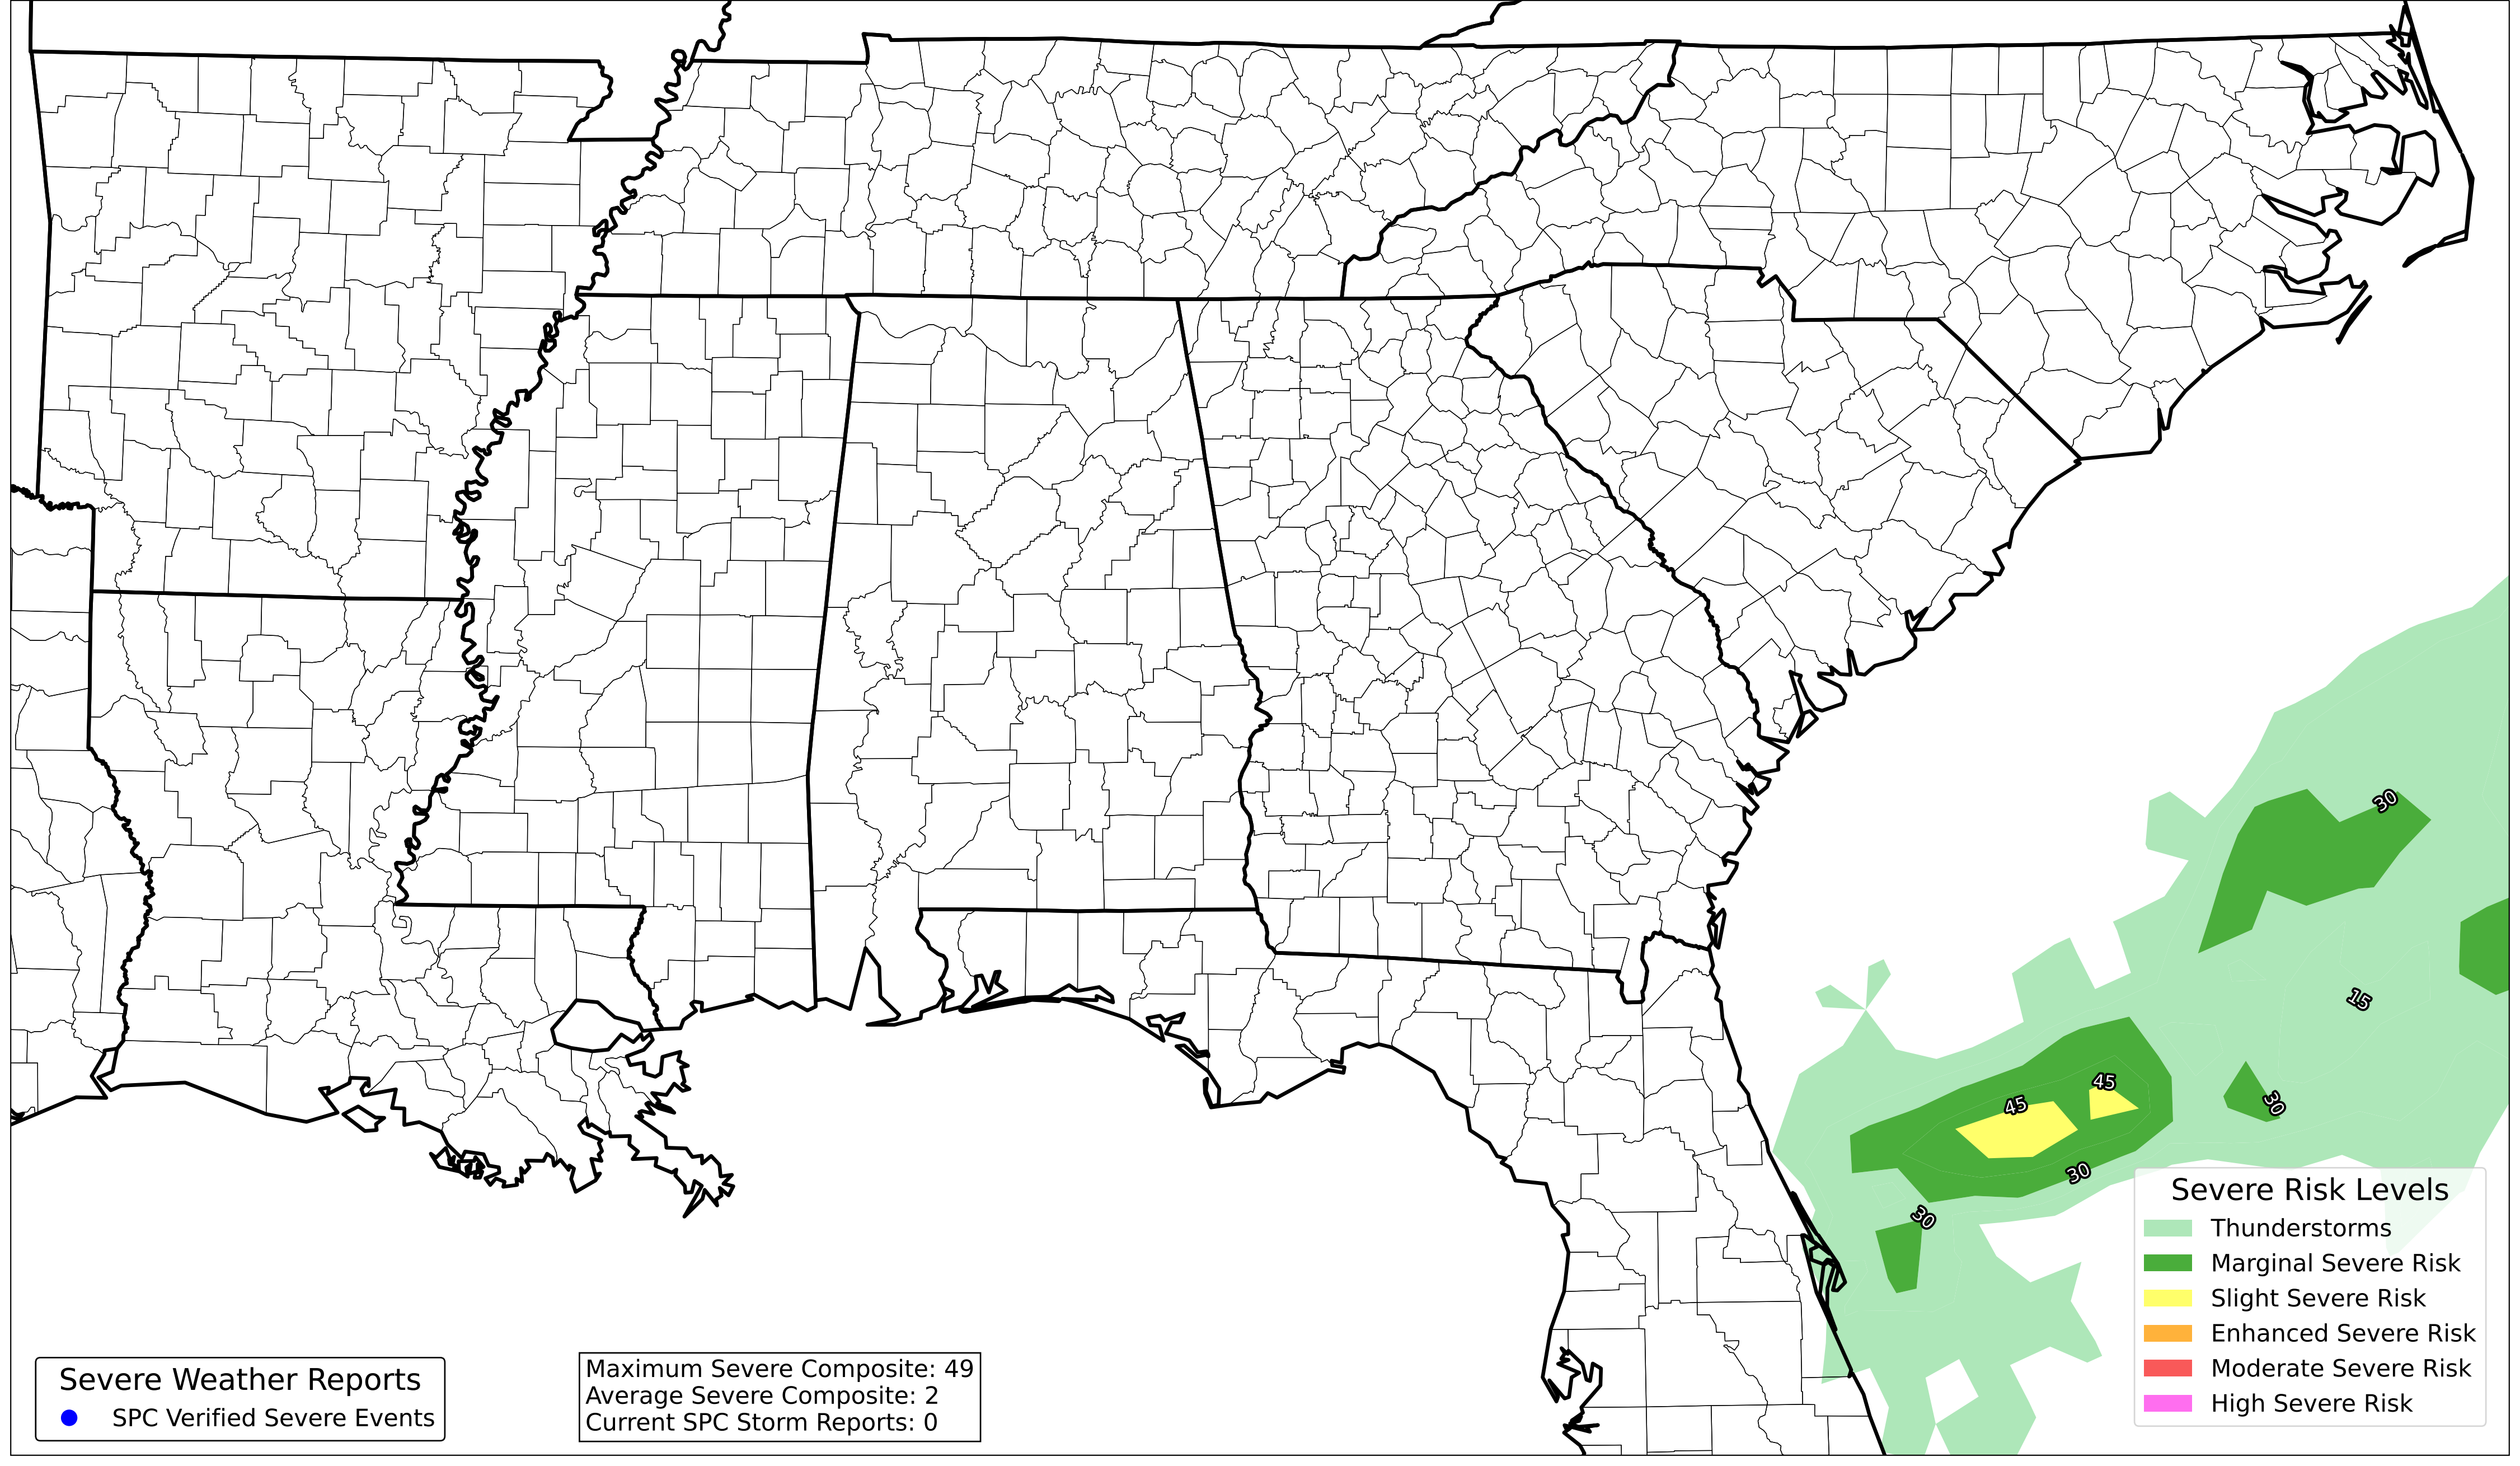 30
15
45
45
30
30
30
Severe Risk Levels
Thunderstorms
Marginal Severe Risk
Slight Severe Risk
Enhanced Severe Risk
Moderate Severe Risk
High Severe Risk
Severe Weather Reports
SPC Verified Severe Events
Maximum Severe Composite: 49
Average Severe Composite: 2
Current SPC Storm Reports: 0